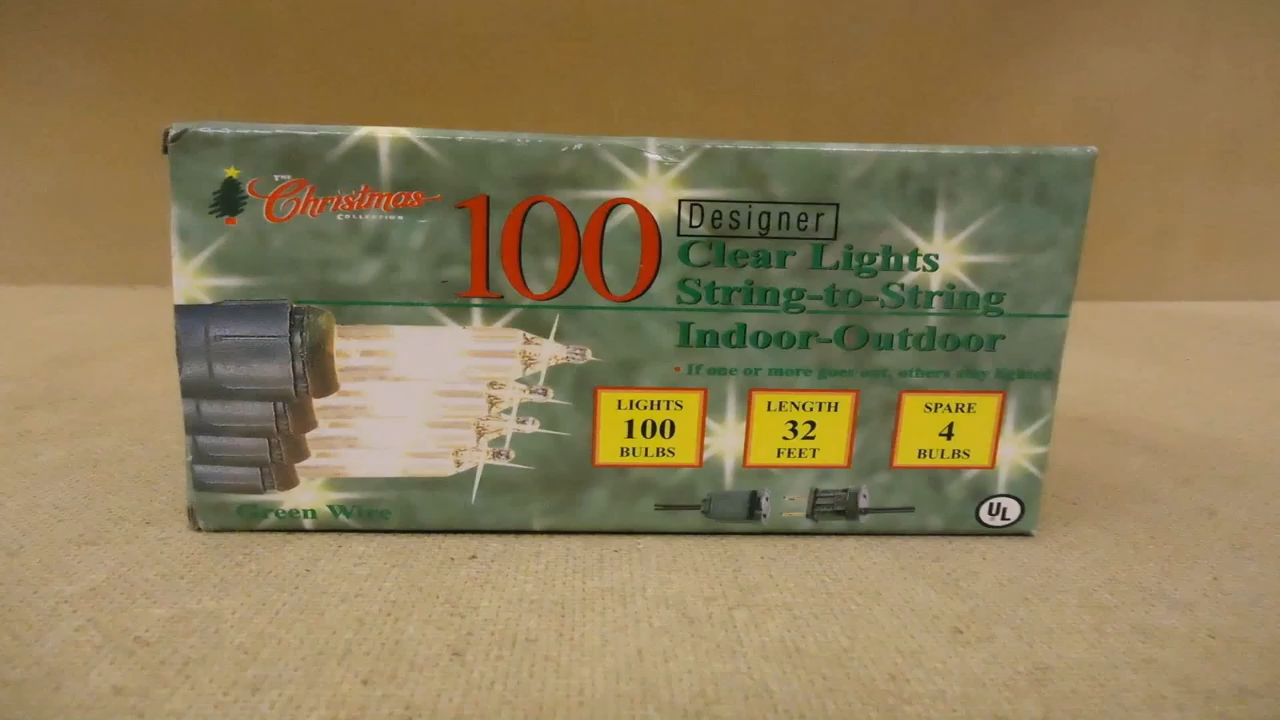 THE
Christmas
COLLECTION
100
Designer
Clear Lights
String-to-String
Indoor-Outdoor
• If one or more goes out, others stay lighted
LIGHTS
100
BULBS
LENGTH
32
FEET
SPARE
4
BULBS
Green Wire
UL